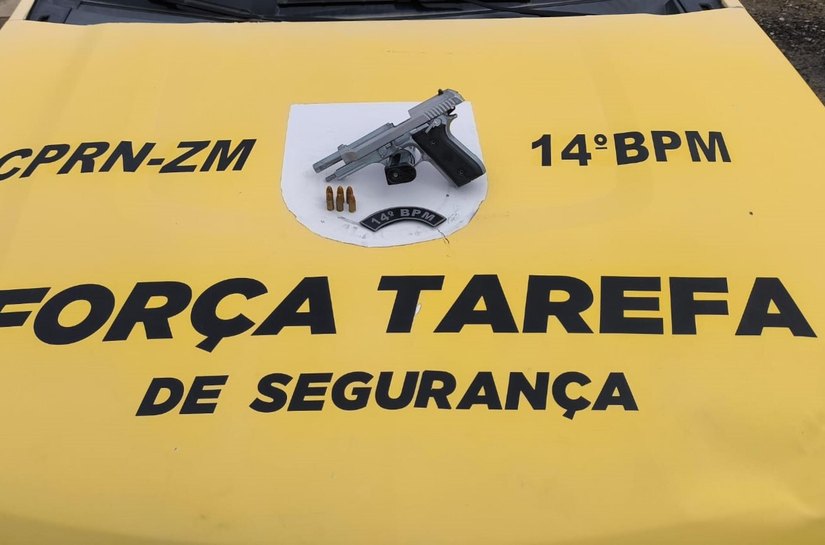 CPRN-ZM
14ºBPM
14º BPM
FORÇA TAREFA
DE SEGURANÇA